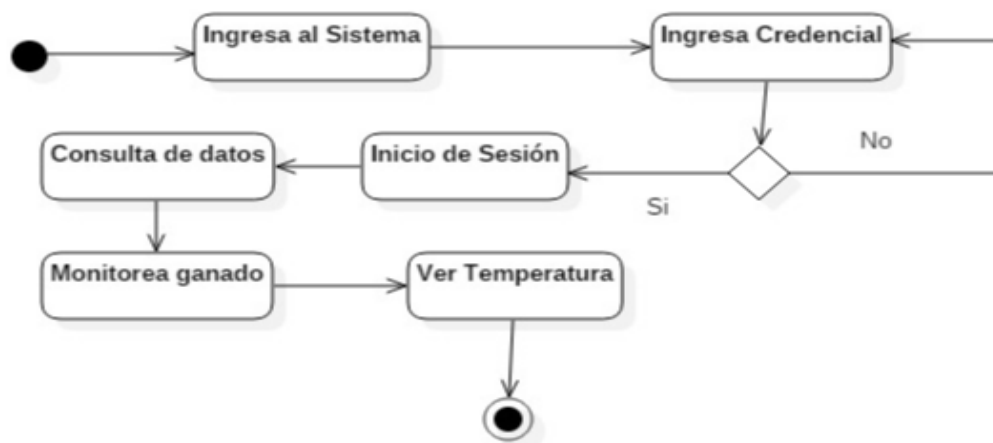 Ingresa al Sistema
Ingresa Credencial
No
Consulta de datos
Inicio de Sesión
Si
Monitorea ganado
Ver Temperatura